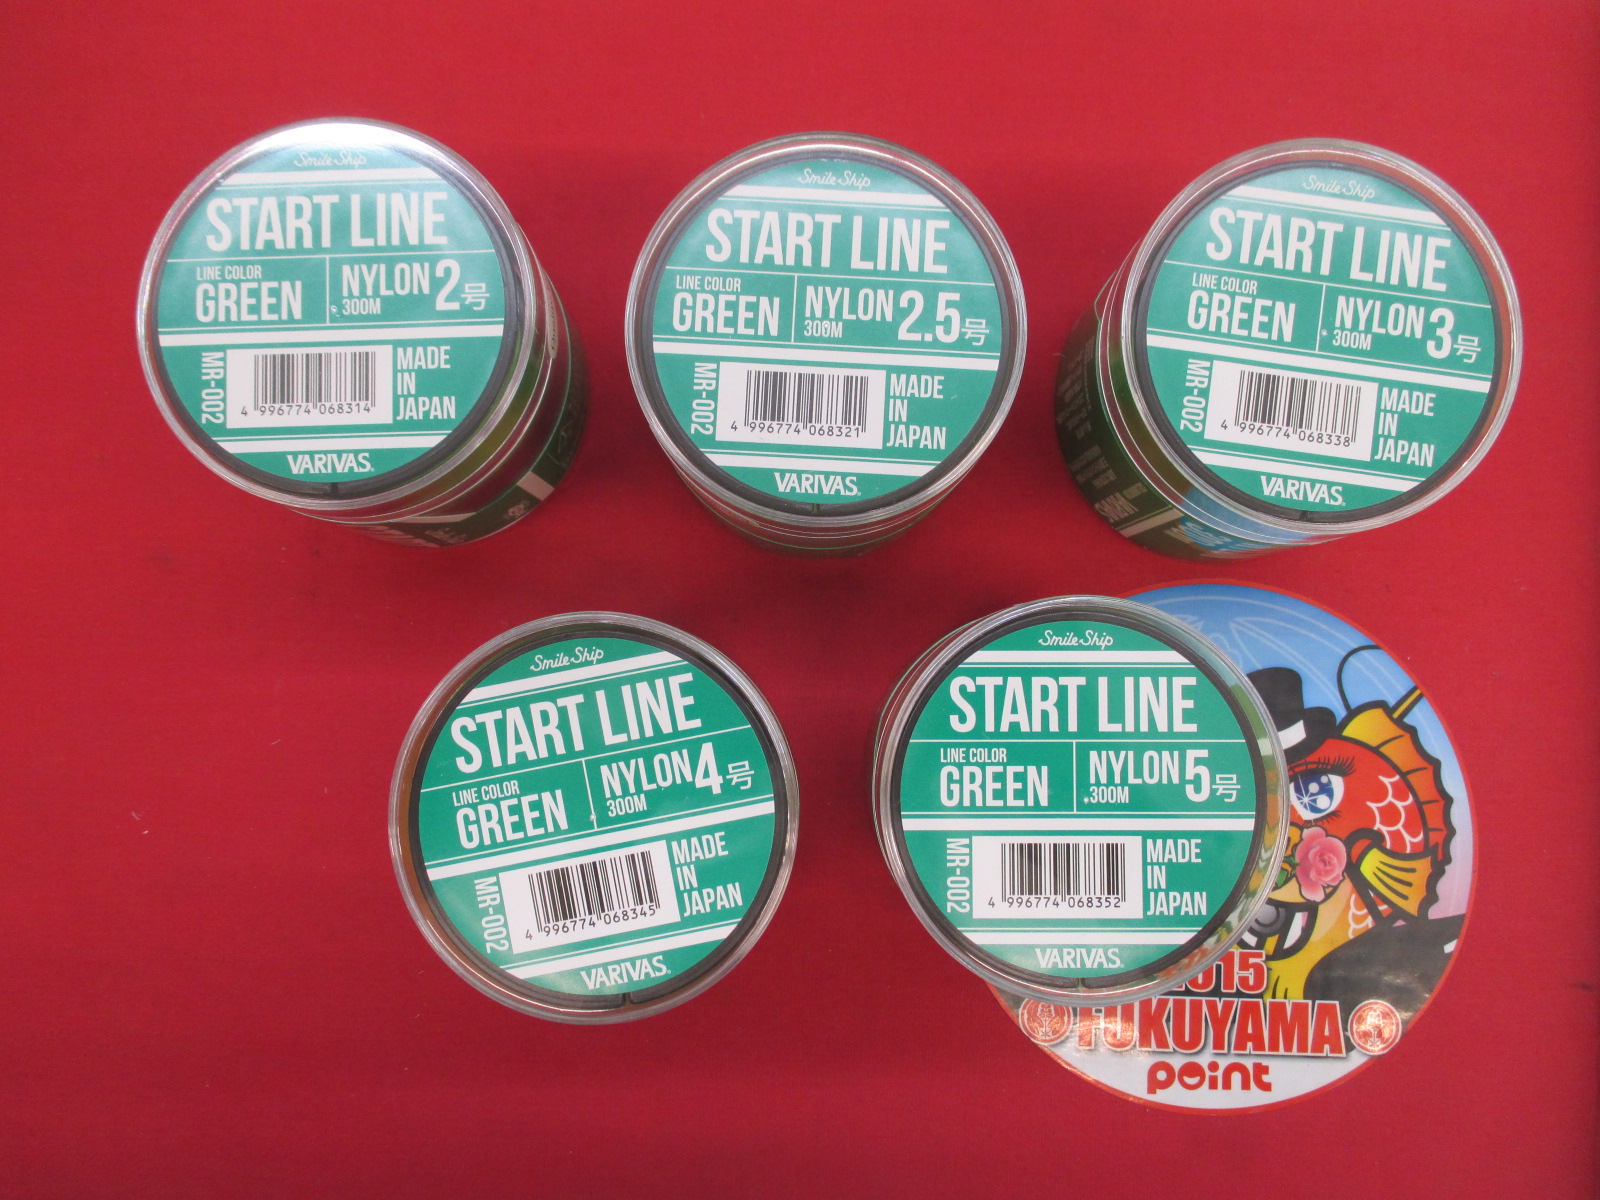 Smile Ship
START LINE
LINE COLOR
GREEN
NYLON 2号
300M
MR-002
4 996774 068314
MADE
IN
JAPAN
VARIVAS
Smile Ship
START LINE
LINE COLOR
GREEN
NYLON 2.5号
300M
MR-002
4 996774 068321
MADE
IN
JAPAN
VARIVAS
Smile Ship
START LINE
LINE COLOR
GREEN
NYLON 3号
300M
MR-002
4 996774 068338
MADE
IN
JAPAN
VARIVAS
Smile Ship
START LINE
LINE COLOR
GREEN
NYLON 4号
300M
MR-002
4 996774 068345
MADE
IN
JAPAN
VARIVAS
Smile Ship
START LINE
LINE COLOR
GREEN
NYLON 5号
300M
MR-002
4 996774 068352
MADE
IN
JAPAN
VARIVAS
2015
FUKUYAMA
point